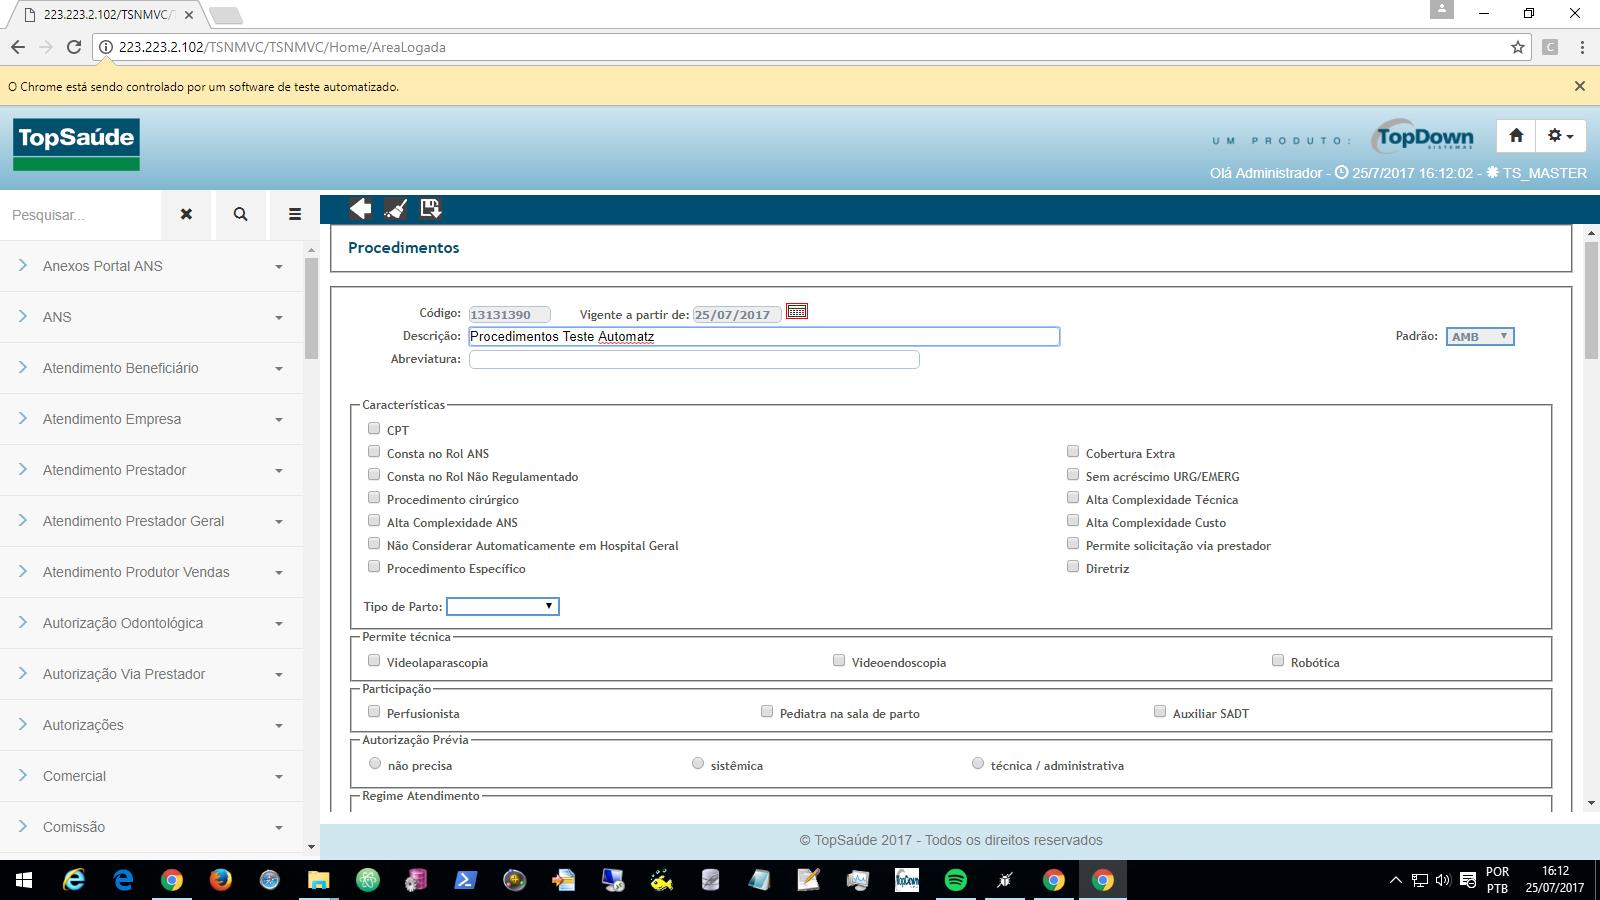 223.223.2.102/TSNMVC/T
223.223.2.102/TSNMVC/TSNMVC/Home/AreaLogada
C
O Chrome está sendo controlado por um software de teste automatizado.
TopSaúde
UM PRODUTO:
TopDown
SISTEMAS
Olá Administrador - 25/7/2017 16:12:02 - TS_MASTER
Pesquisar...
Anexos Portal ANS
ANS
Atendimento Beneficiário
Atendimento Empresa
Atendimento Prestador
Atendimento Prestador Geral
Atendimento Produtor Vendas
Autorização Odontológica
Autorização Via Prestador
Autorizações
Comercial
Comissão
Procedimentos
Código: 13131390 Vigente a partir de: 25/07/2017
Descrição: Procedimentos Teste Automatz Padrão: AMB
Abreviatura:
Características
CPT
Consta no Rol ANS Cobertura Extra
Consta no Rol Não Regulamentado Sem acréscimo URG/EMERG
Procedimento cirúrgico Alta Complexidade Técnica
Alta Complexidade ANS Alta Complexidade Custo
Não Considerar Automaticamente em Hospital Geral Permite solicitação via prestador
Procedimento Específico Diretriz
Tipo de Parto:
Permite técnica
Videolaparascopia Videoendoscopia Robótica
Participação
Perfusionista Pediatra na sala de parto Auxiliar SADT
Autorização Prévia
não precisa sistêmica técnica / administrativa
Regime Atendimento
© TopSaúde 2017 - Todos os direitos reservados
TopDown
POR
PTB
16:12
25/07/2017